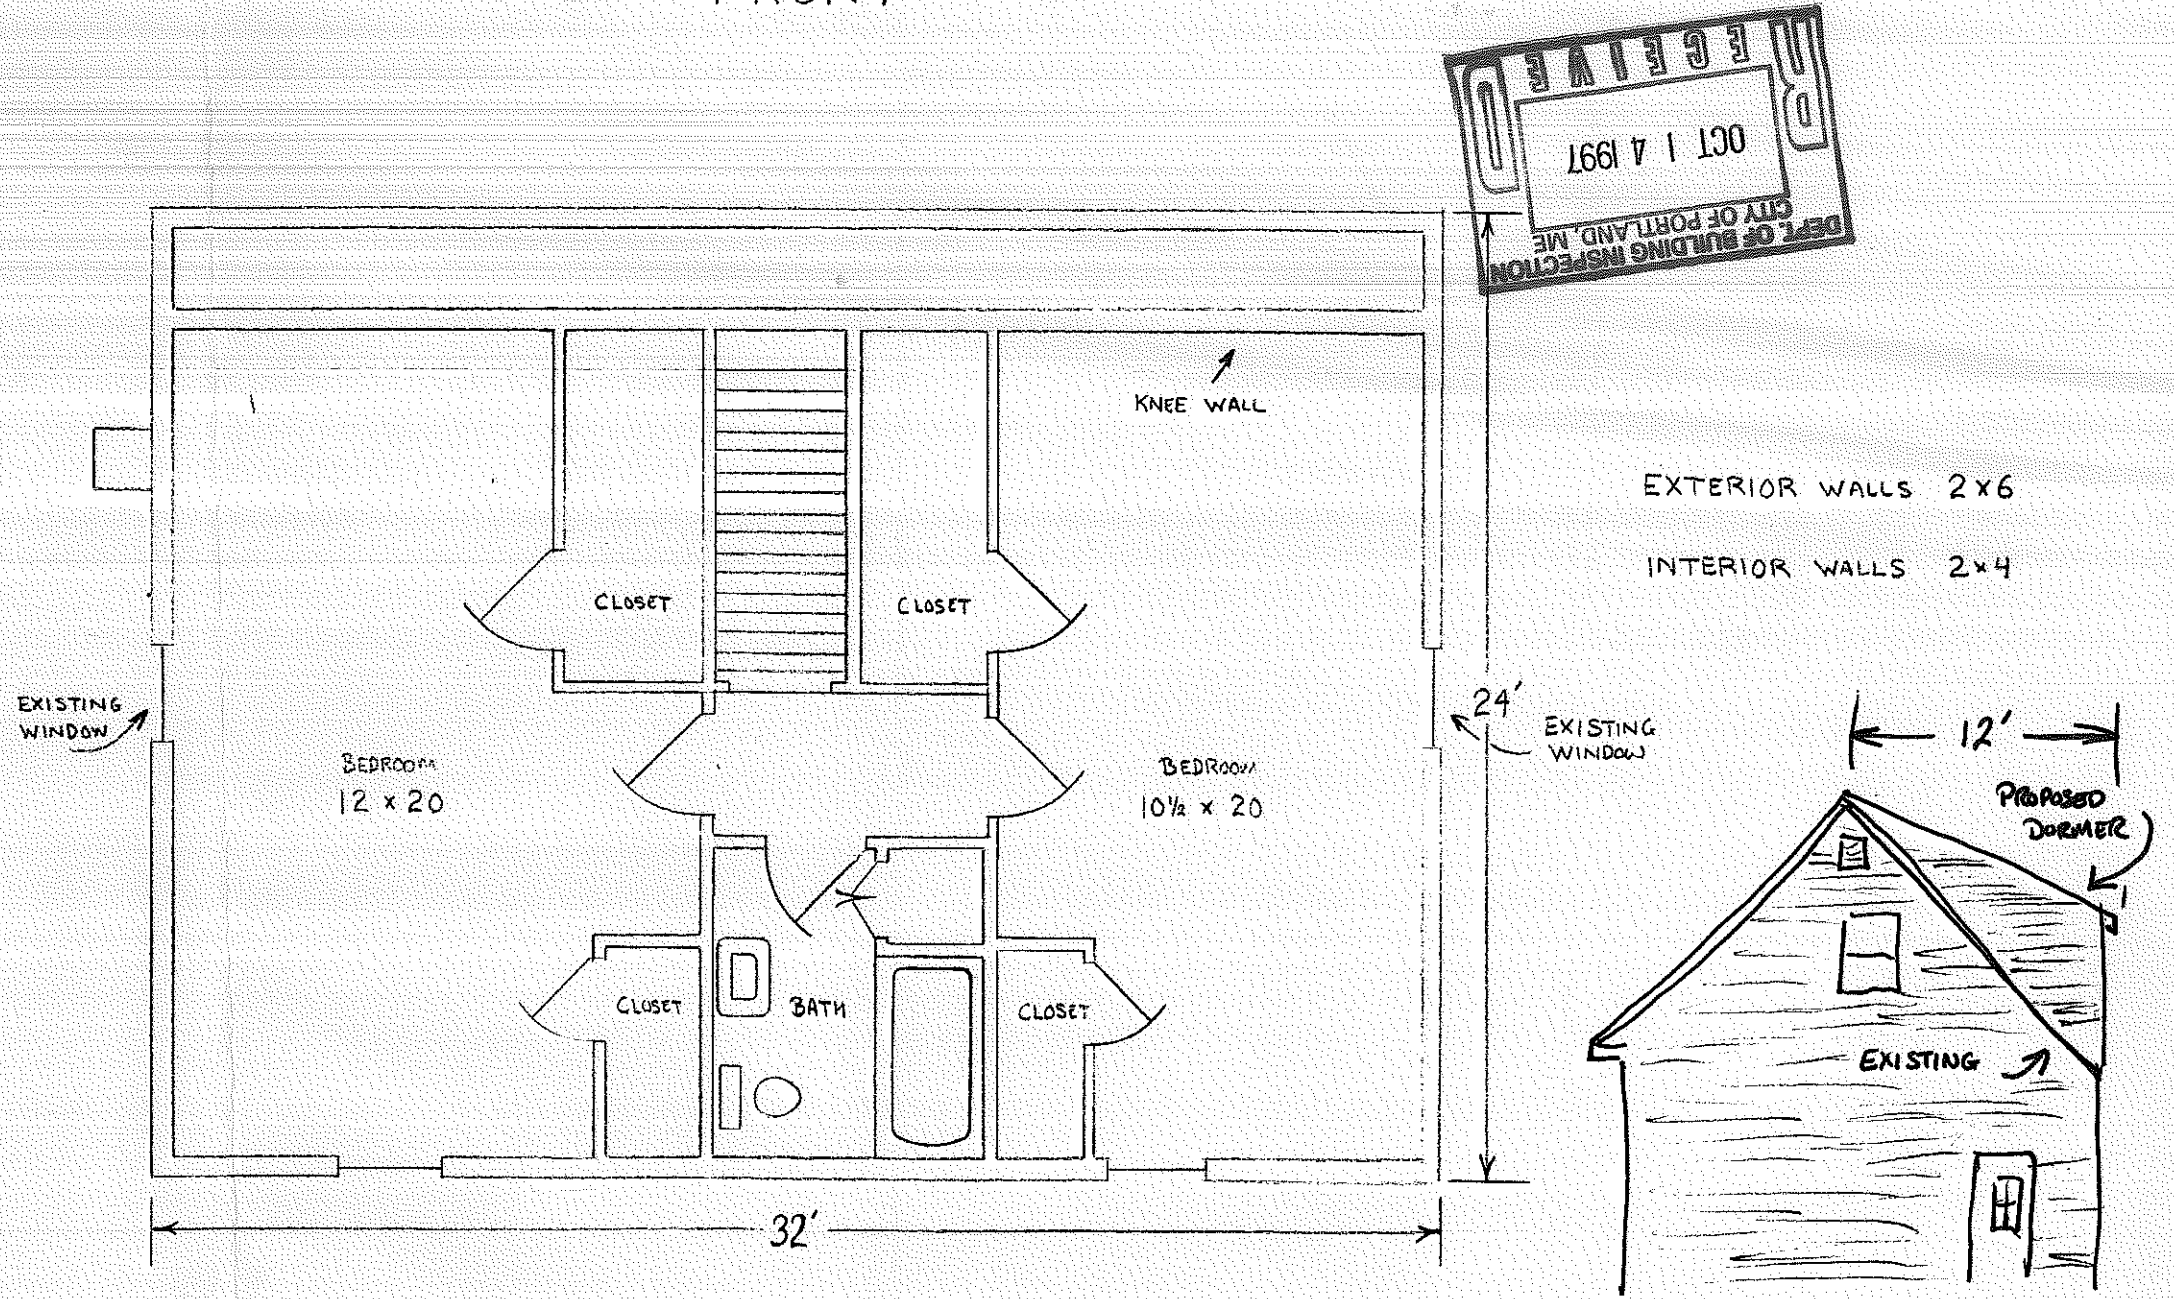 FRONT
RECEIVED
OCT 14 1997
DEPT. OF BUILDING INSPECTION
CITY OF PORTLAND, ME
KNEE WALL
EXTERIOR WALLS 2x6
INTERIOR WALLS 2x4
CLOSET
CLOSET
EXISTING
WINDOW
24'
EXISTING
WINDOW
12'
BEDROOM
12 x 20
BEDROOM
10½ x 20
PROPOSED
DORMER
CLOSET
BATH
CLOSET
EXISTING
32'